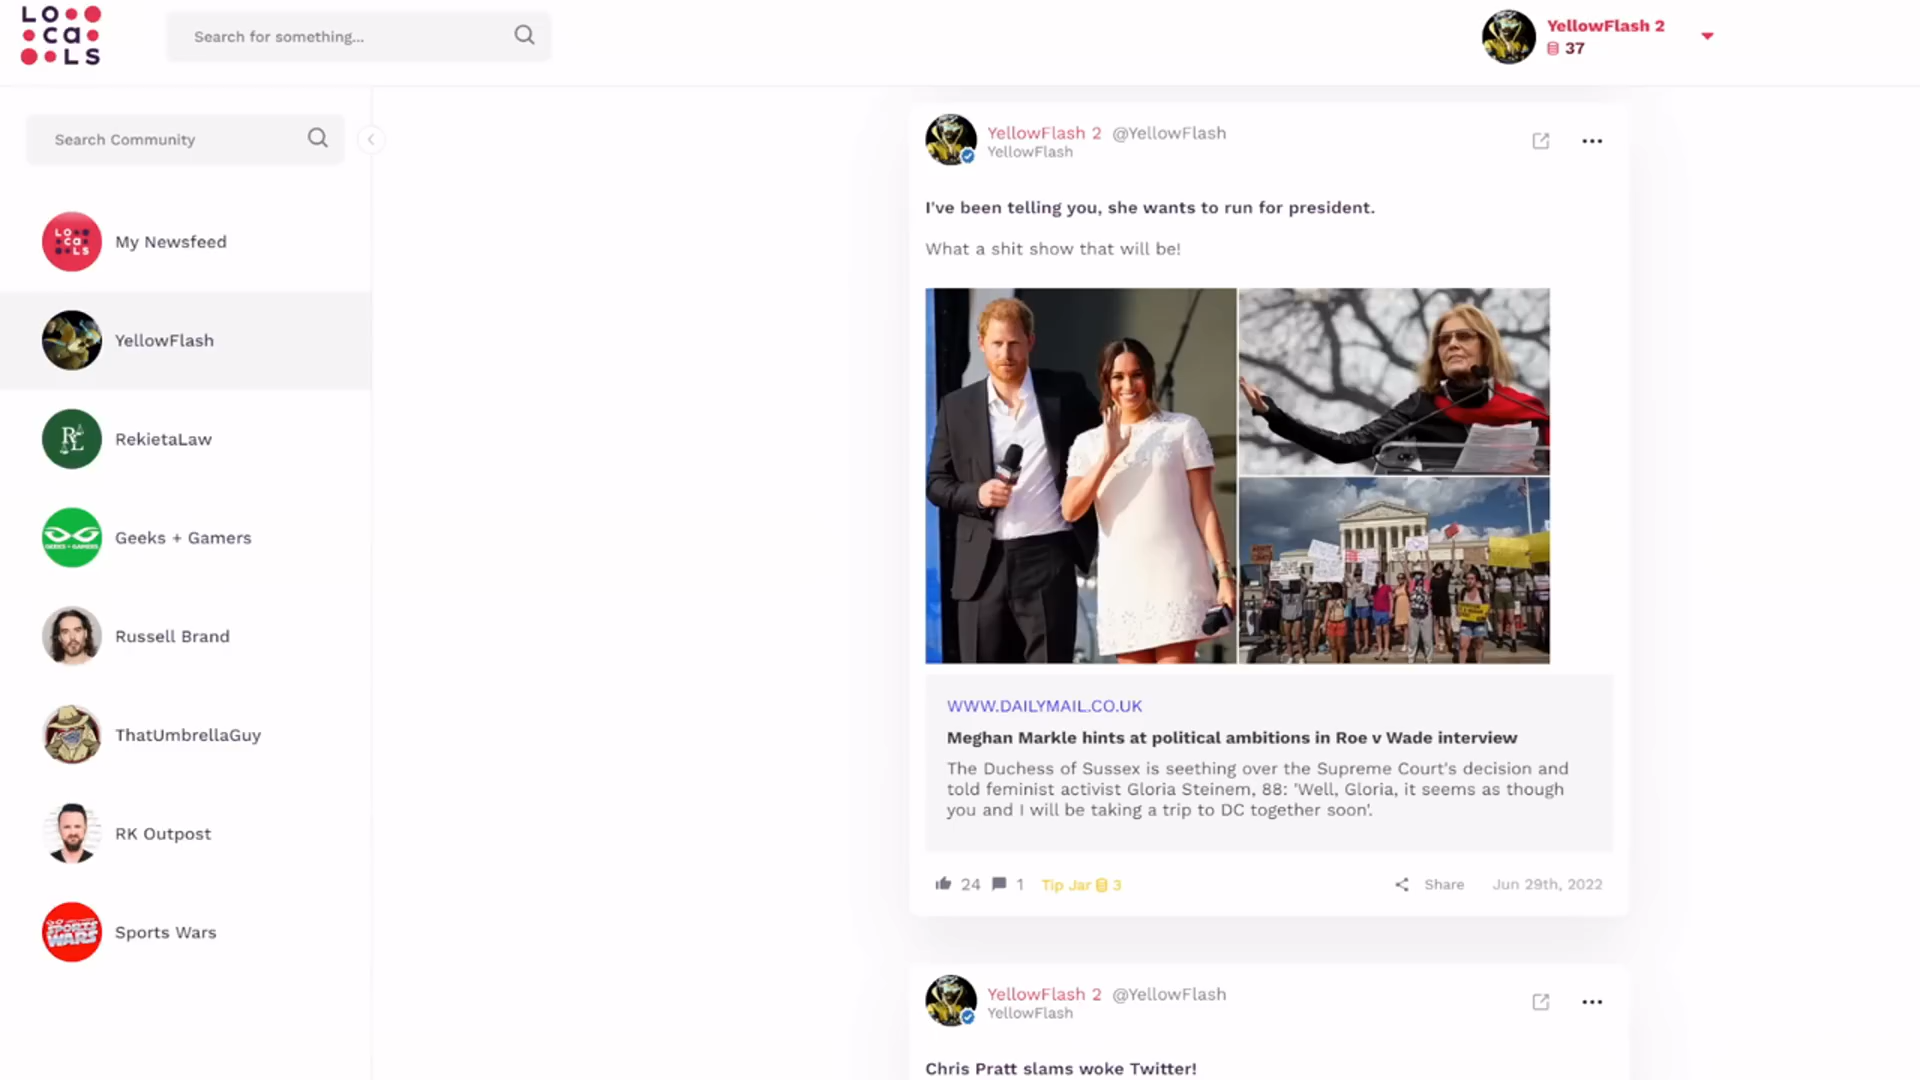 LO
ca
LS
Search for something...
YellowFlash 2
37
Search Community
My Newsfeed
YellowFlash
RekietaLaw
Geeks + Gamers
Russell Brand
ThatUmbrellaGuy
RK Outpost
Sports Wars
YellowFlash 2 @YellowFlash
YellowFlash
I've been telling you, she wants to run for president.
What a shit show that will be!
WWW.DAILYMAIL.CO.UK
Meghan Markle hints at political ambitions in Roe v Wade interview
The Duchess of Sussex is seething over the Supreme Court's decision and
told feminist activist Gloria Steinem, 88: 'Well, Gloria, it seems as though
you and I will be taking a trip to DC together soon'.
24 1 Tip Jar 3
Share Jun 29th, 2022
YellowFlash 2 @YellowFlash
YellowFlash
Chris Pratt slams woke Twitter!